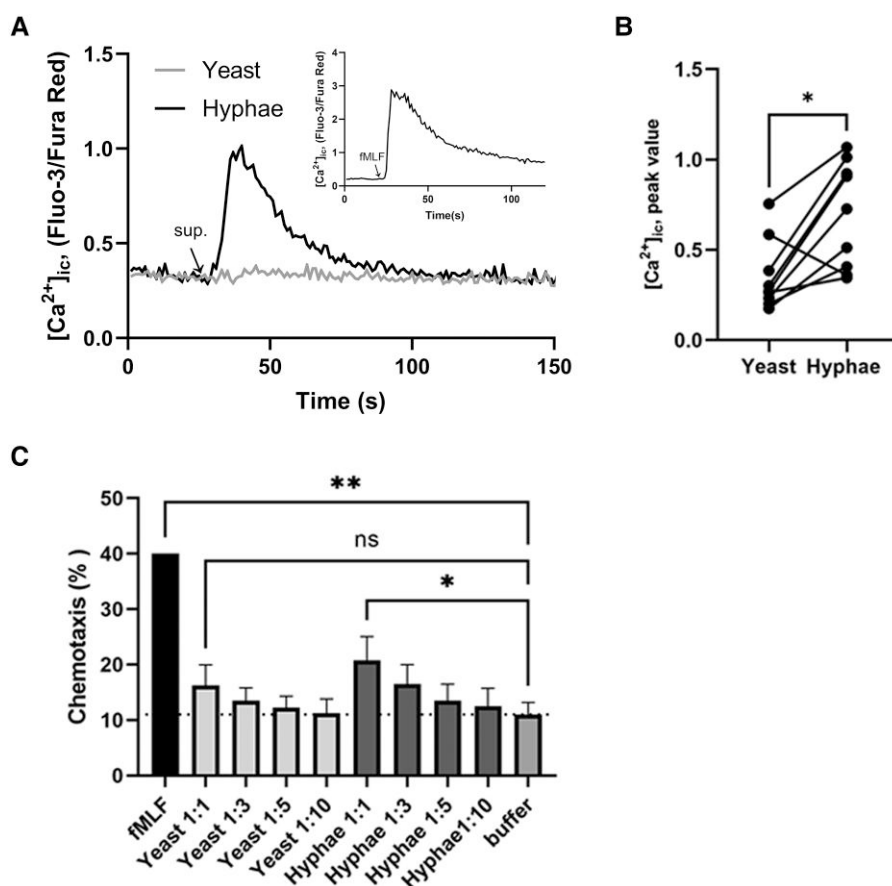 A
[Ca2+]ic, (Fluo-3/Fura Red)
1.5
1.0
0.5
0.0
Yeast
Hyphae
sup.
0
50
100
150
Time (s)
[Ca2+]ic, (Fluo-3/Fura Red)
4
3
2
1
0
fMLF
0
50
100
Time(s)
B
[Ca2+]ic, peak value
1.5
1.0
0.5
0.0
*
Yeast Hyphae
C
Chemotaxis (% )
50
40
30
20
10
0
**
ns
*
fMLF
Yeast 1:1
Yeast 1:3
Yeast 1:5
Yeast 1:10
Hyphae 1:1
Hyphae 1:3
Hyphae 1:5
Hyphae1:10
buffer